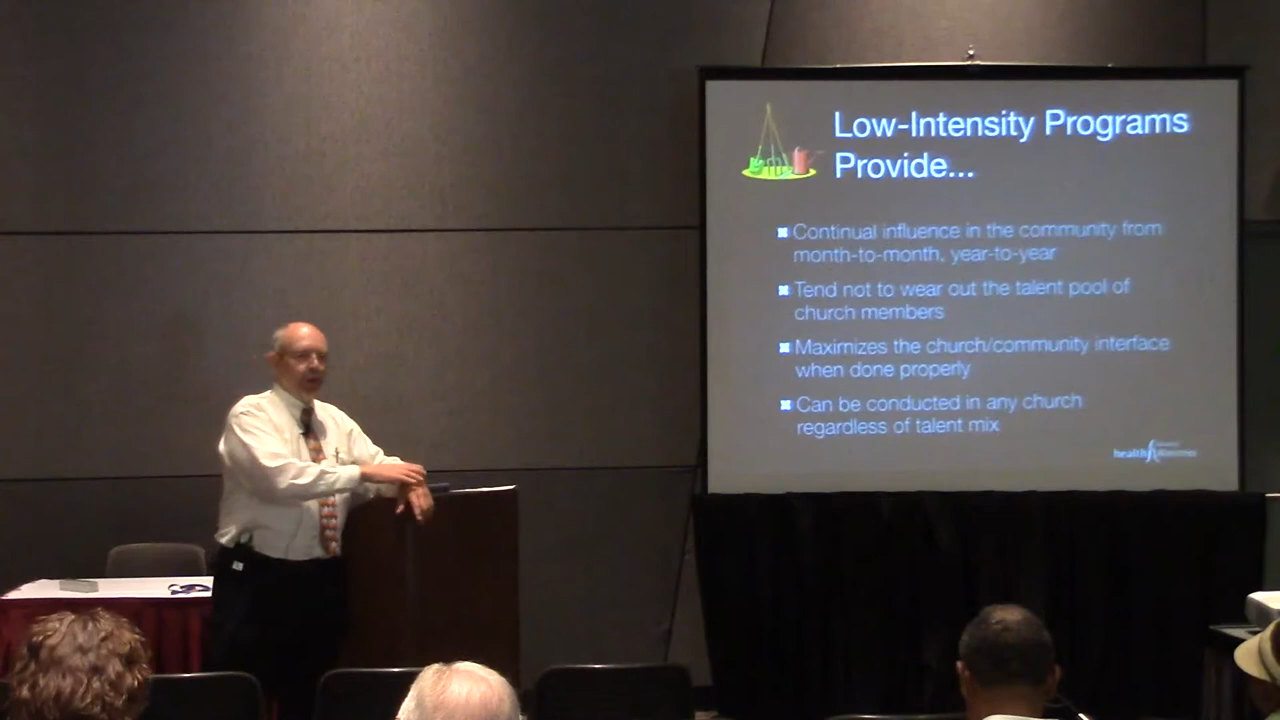 Low-Intensity Programs
Provide...
Continual influence in the community from
month-to-month, year-to-year
Tend not to wear out the talent pool of
church members
Maximizes the church/community interface
when done properly
Can be conducted in any church
regardless of talent mix
health